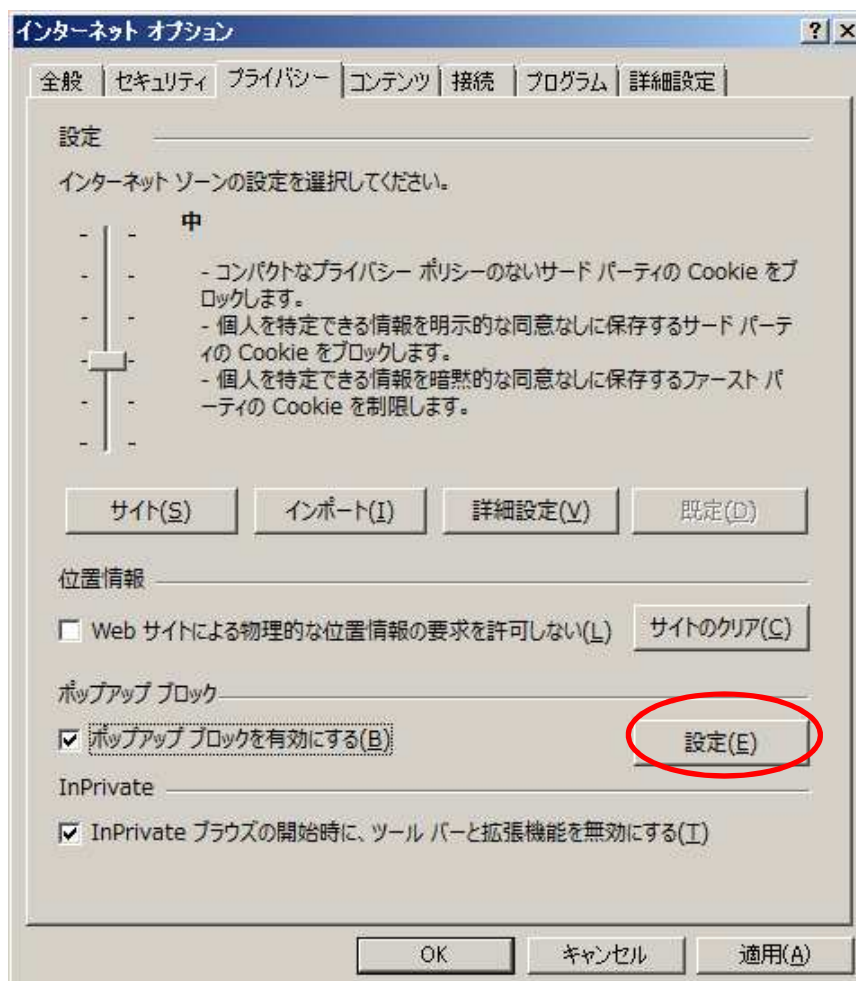 インターネット オプション
全般 セキュリティ プライバシー コンテンツ 接続 プログラム 詳細設定
設定
インターネット ゾーンの設定を選択してください。
中
- コンパクトなプライバシー ポリシーのないサード パーティの Cookie をブ
ロックします。
- 個人を特定できる情報を明示的な同意なしに保存するサード パーテ
ィの Cookie をブロックします。
- 個人を特定できる情報を暗黙的な同意なしに保存するファースト パ
ーティの Cookie を制限します。
サイト(S) インポート(I) 詳細設定(V) 既定(D)
位置情報
Web サイトによる物理的な位置情報の要求を許可しない(L) サイトのクリア(C)
ポップアップ ブロック
ポップアップ ブロックを有効にする(B) 設定(E)
InPrivate
InPrivate ブラウズの開始時に、ツール バーと拡張機能を無効にする(T)
OK キャンセル 適用(A)